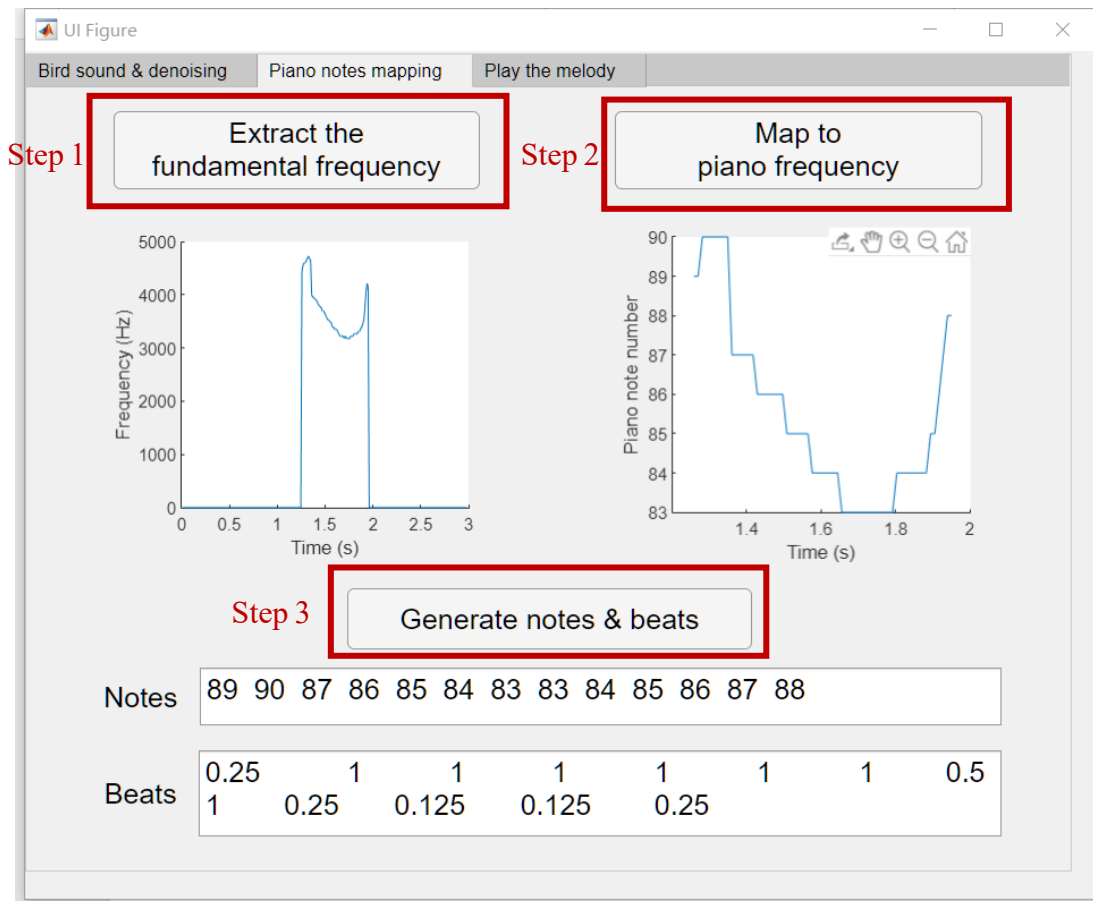 UI Figure
Bird sound & denoising Piano notes mapping Play the melody
Step 1
Extract the
fundamental frequency
Step 2
Map to
piano frequency
5000
4000
3000
2000
1000
0
Frequency (Hz)
0 0.5 1 1.5 2 2.5 3
Time (s)
90
89
88
87
86
85
84
83
Piano note number
1.4 1.6 1.8 2
Time (s)
Step 3
Generate notes & beats
Notes
89 90 87 86 85 84 83 83 84 85 86 87 88
Beats
0.25 1 1 1 1 1 1 0.5
1 0.25 0.125 0.125 0.25